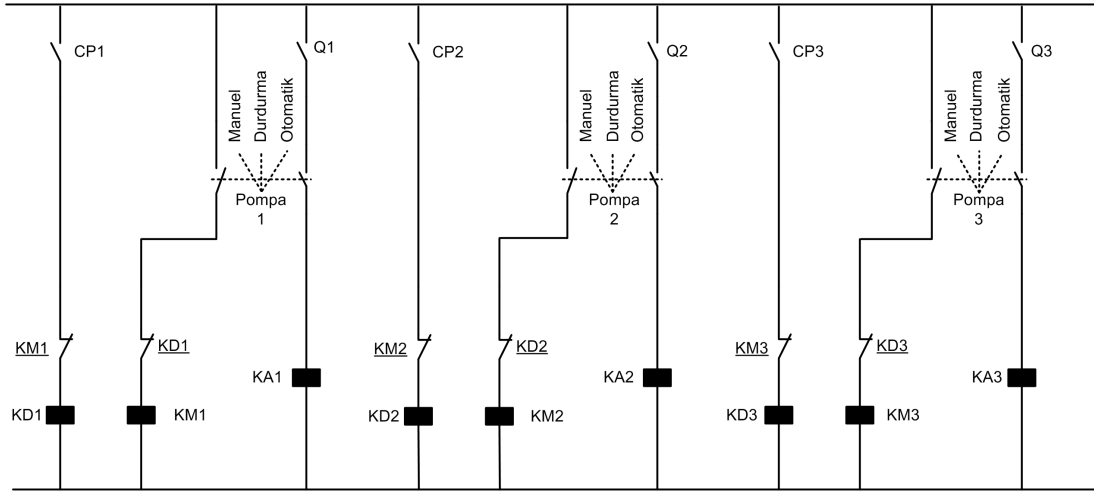 CP1
Q1
CP2
Q2
CP3
Q3
Manuel
Durdurma
Otomatik
Manuel
Durdurma
Otomatik
Manuel
Durdurma
Otomatik
Pompa
1
Pompa
2
Pompa
3
KM1
KD1
KM2
KD2
KM3
KD3
KA1
KA2
KA3
KD1
KM1
KD2
KM2
KD3
KM3